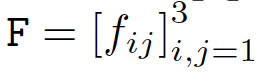 F = [f_{ij}]^3_{i,j=1}